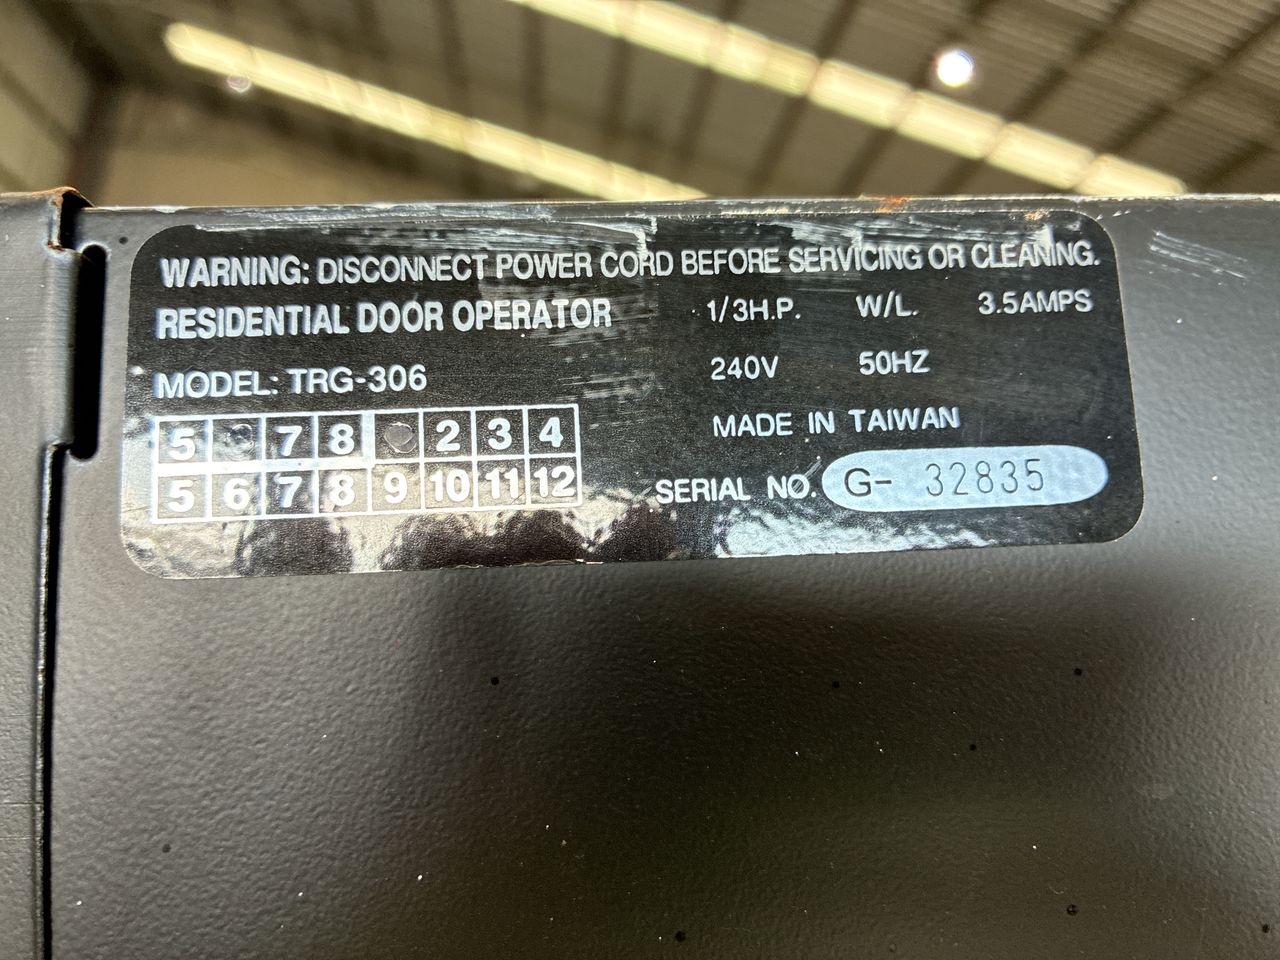 WARNING: DISCONNECT POWER CORD BEFORE SERVICING OR CLEANING.
RESIDENTIAL DOOR OPERATOR 1/3H.P. W/L. 3.5AMPS
MODEL: TRG-306 240V 50HZ
5 7 8 2 3 4 MADE IN TAIWAN
5 6 7 8 9 10 11 12 SERIAL NO. G- 32835